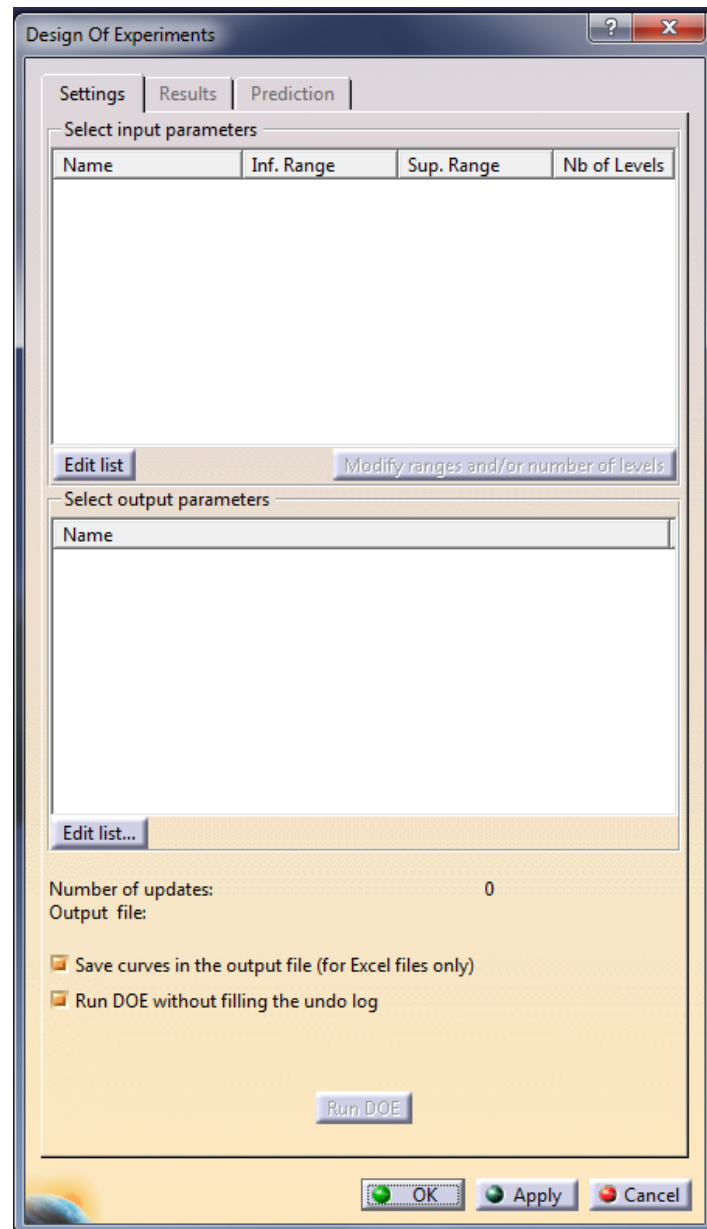 Design Of Experiments
?
X
Settings Results Prediction
Select input parameters
Name Inf. Range Sup. Range Nb of Levels
Edit list Modify ranges and/or number of levels
Select output parameters
Name
Edit list...
Number of updates: 0
Output file:
Save curves in the output file (for Excel files only)
Run DOE without filling the undo log
Run DOE
OK Apply Cancel